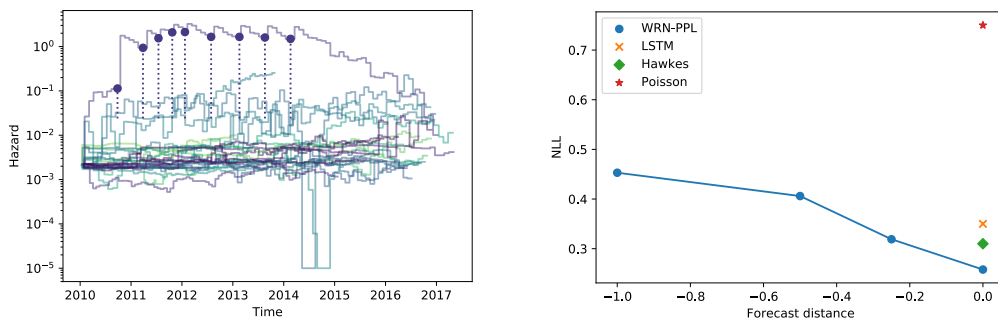 10⁰
10⁻¹
10⁻²
10⁻³
10⁻⁴
10⁻⁵
Hazard
2010 2011 2012 2013 2014 2015 2016 2017
Time
WRN-PPL
LSTM
Hawkes
Poisson
0.7
0.6
0.5
0.4
0.3
NLL
−1.0 −0.8 −0.6 −0.4 −0.2 0.0
Forecast distance